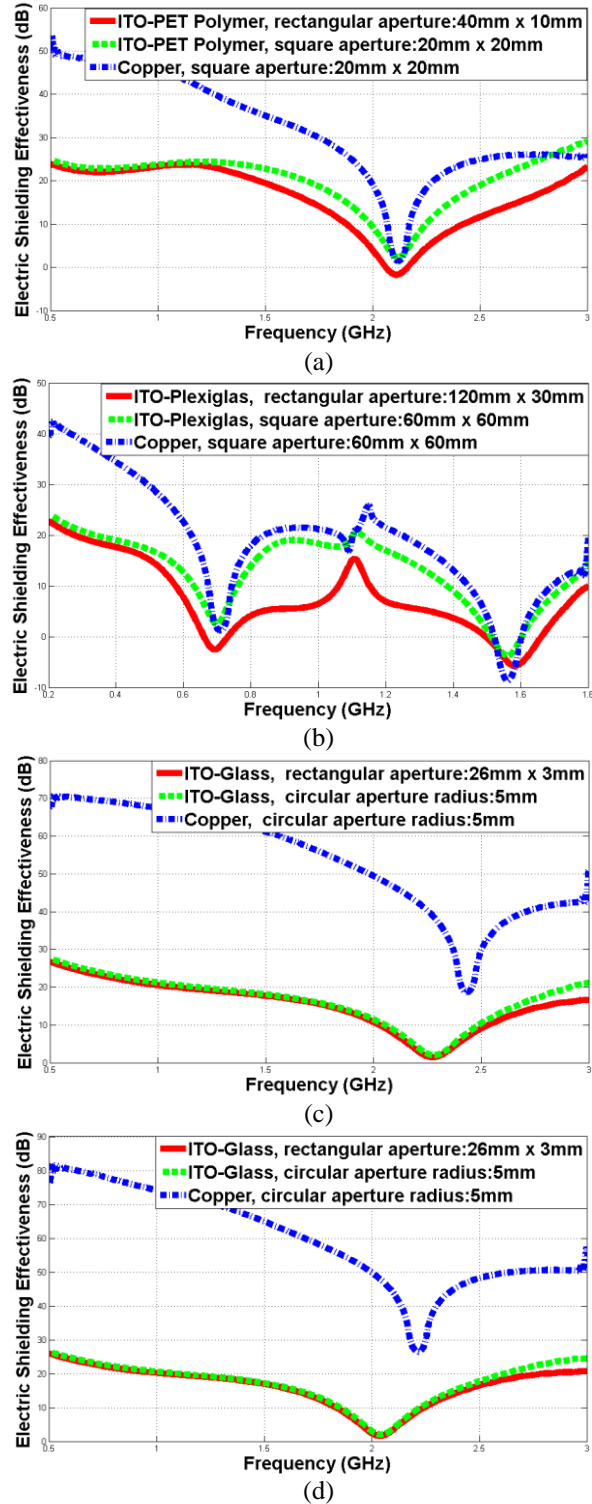 60
50
40
30
20
10
0
-10
Electric Shielding Effectiveness (dB)
ITO-PET Polymer, rectangular aperture:40mm x 10mm
ITO-PET Polymer, square aperture:20mm x 20mm
Copper, square aperture:20mm x 20mm
0.5 1 1.5 2 2.5 3
Frequency (GHz)
(a)
50
40
30
20
10
0
-10
Electric Shielding Effectiveness (dB)
ITO-Plexiglas, rectangular aperture:120mm x 30mm
ITO-Plexiglas, square aperture:60mm x 60mm
Copper, square aperture:60mm x 60mm
0.2 0.4 0.6 0.8 1 1.2 1.4 1.6 1.8
Frequency (GHz)
(b)
80
70
60
50
40
30
20
10
0
Electric Shielding Effectiveness (dB)
ITO-Glass, rectangular aperture:26mm x 3mm
ITO-Glass, circular aperture radius:5mm
Copper, circular aperture radius:5mm
0.5 1 1.5 2 2.5 3
Frequency (GHz)
(c)
90
80
70
60
50
40
30
20
10
0
Electric Shielding Effectiveness (dB)
ITO-Glass, rectangular aperture:26mm x 3mm
ITO-Glass, circular aperture radius:5mm
Copper, circular aperture radius:5mm
0.5 1 1.5 2 2.5 3
Frequency (GHz)
(d)